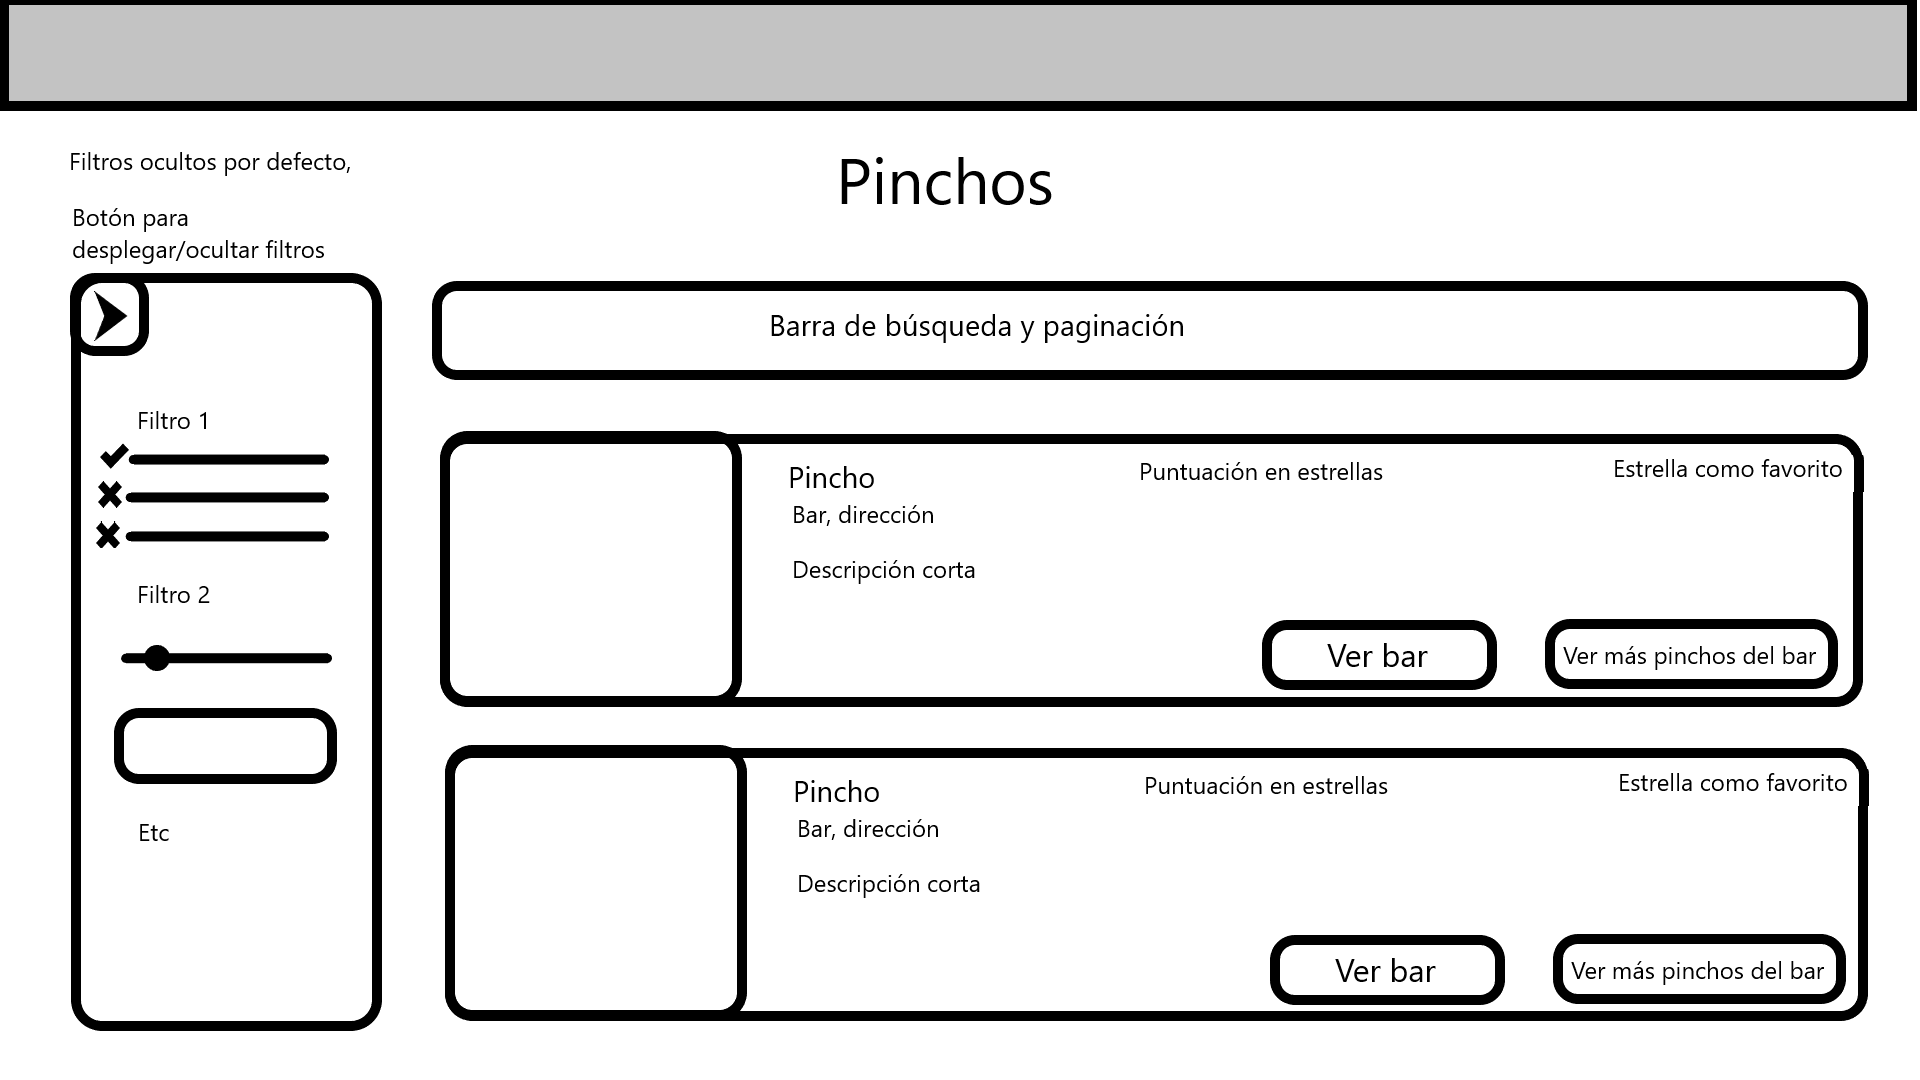 Filtros ocultos por defecto,
Botón para
desplegar/ocultar filtros
Pinchos
Filtro 1
Filtro 2
Etc
Barra de búsqueda y paginación
Pincho
Puntuación en estrellas
Estrella como favorito
Bar, dirección
Descripción corta
Ver bar
Ver más pinchos del bar
Pincho
Puntuación en estrellas
Estrella como favorito
Bar, dirección
Descripción corta
Ver bar
Ver más pinchos del bar